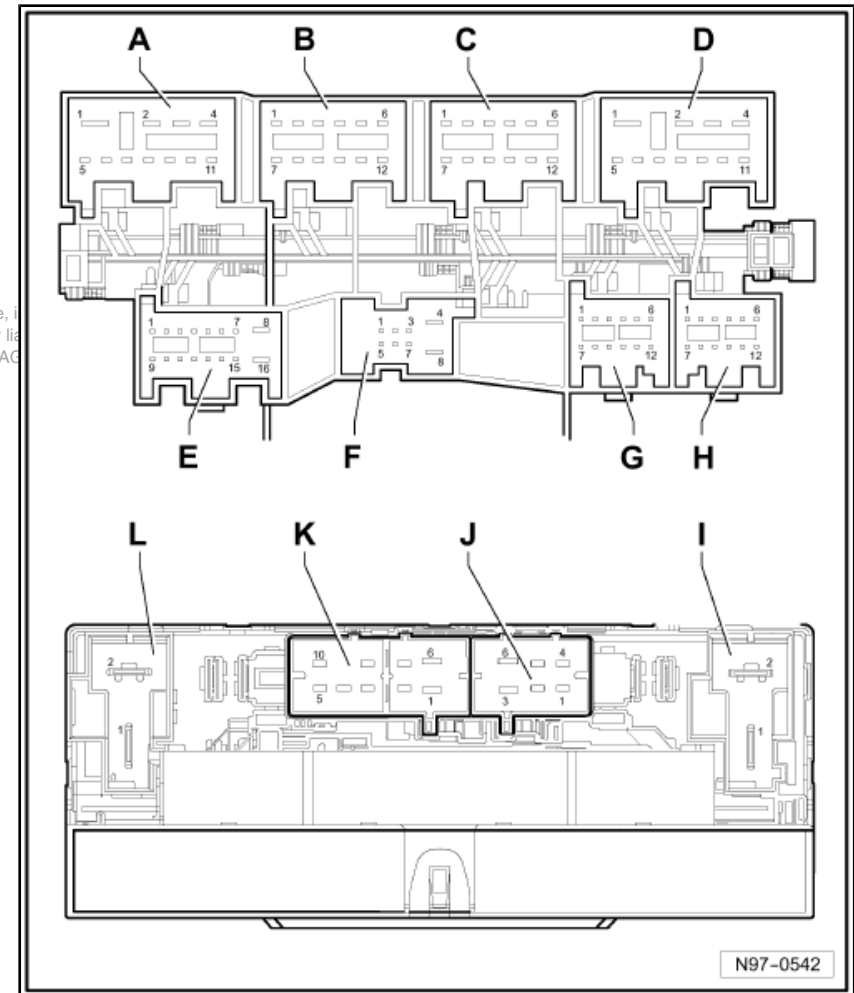 A B C D
1 2 4 1 6 1 6 1 2 4
5 11 7 12 7 12 5 11
e, i
lia
AG
1 7 8 1 3 4 1 6 1 6
9 15 16 5 7 8 7 12 7 12
E F G H
L K J I
2 10 6 6 4 2
1 5 1 3 1 1
N97-0542